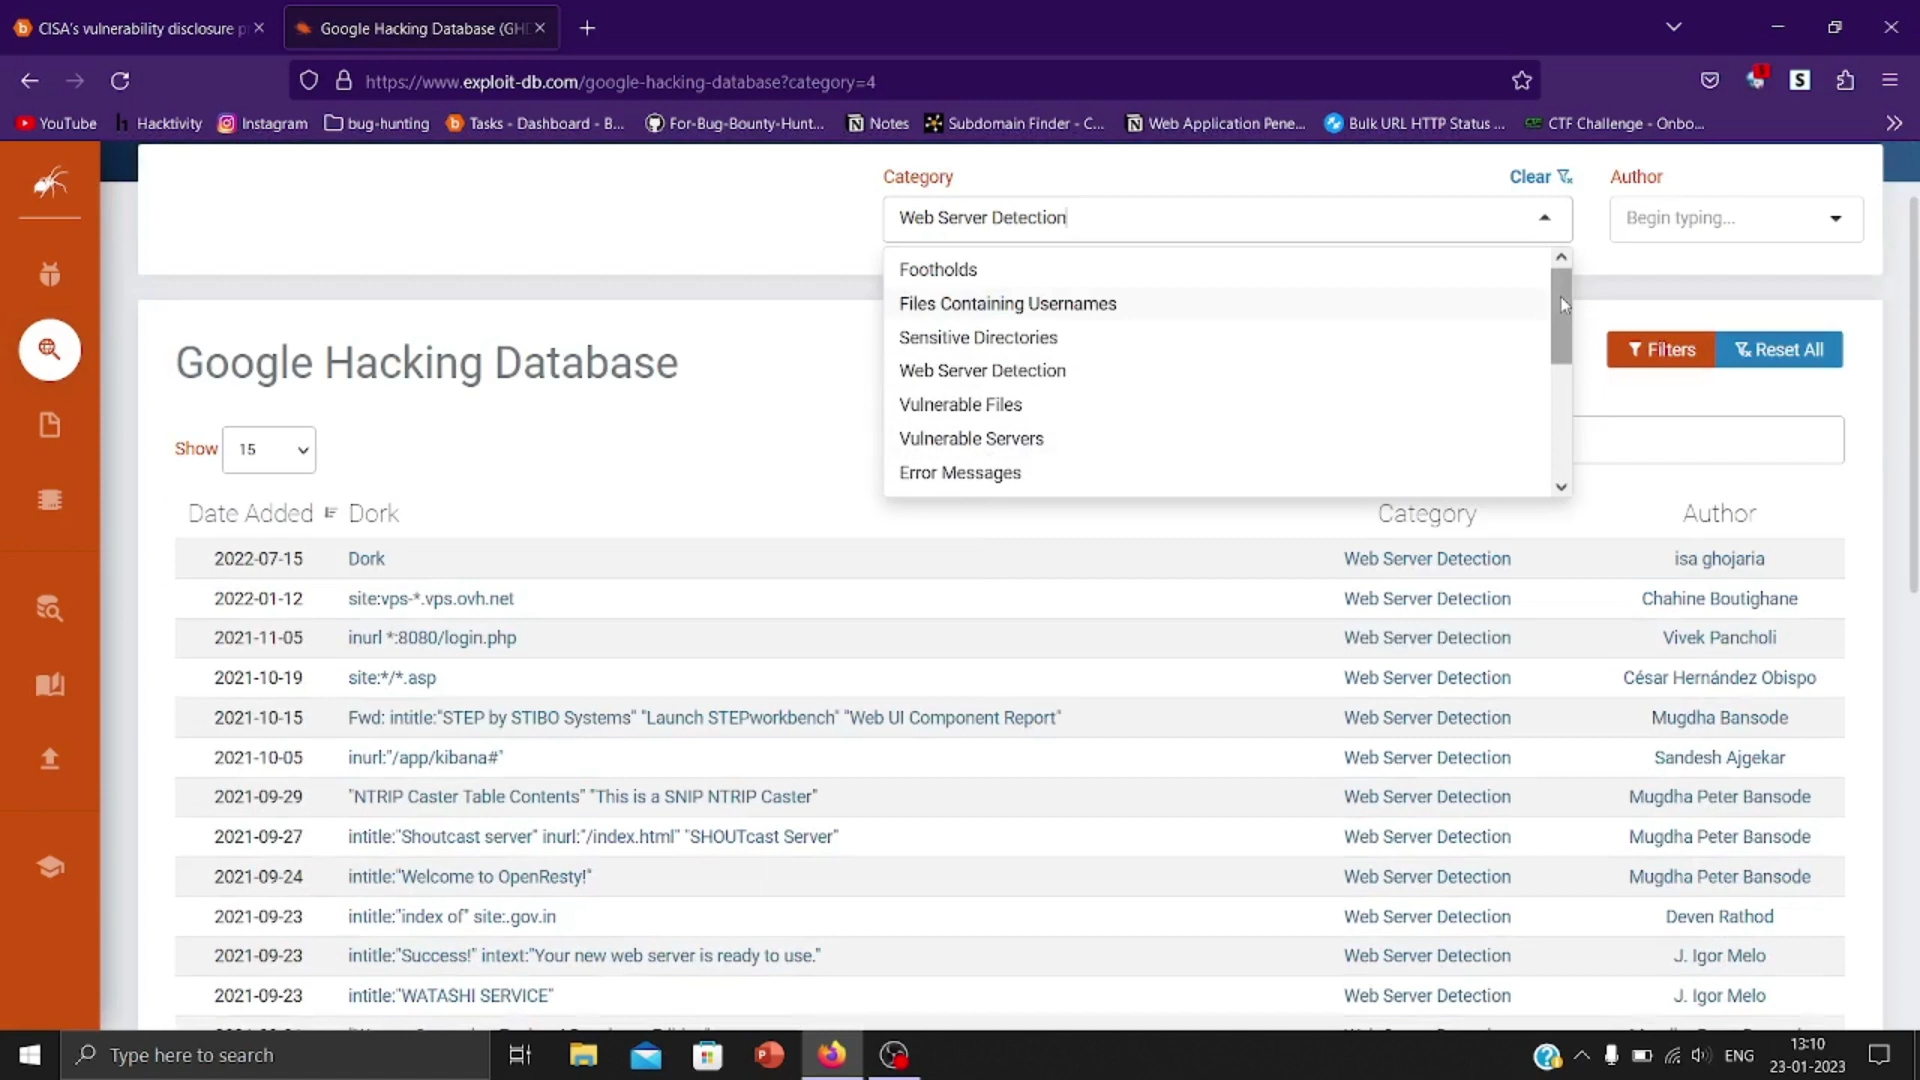 CISA's vulnerability disclosure p
Google Hacking Database (GHD
https://www.exploit-db.com/google-hacking-database?category=4
YouTube
Hacktivity
Instagram
bug-hunting
Tasks - Dashboard - B...
For-Bug-Bounty-Hunt...
Notes
Subdomain Finder - C...
Web Application Pene...
Bulk URL HTTP Status ...
CTF Challenge - Onbo...
Category
Clear
Author
Web Server Detection
Begin typing...
Footholds
Files Containing Usernames
Sensitive Directories
Web Server Detection
Vulnerable Files
Vulnerable Servers
Error Messages
Google Hacking Database
Filters
Reset All
Show 15
Date Added Dork Category Author
2022-07-15 Dork Web Server Detection isa ghojaria
2022-01-12 site:vps-*.vps.ovh.net Web Server Detection Chahine Boutighane
2021-11-05 inurl *:8080/login.php Web Server Detection Vivek Pancholi
2021-10-19 site:*/*.asp Web Server Detection César Hernández Obispo
2021-10-15 Fwd: intitle:"STEP by STIBO Systems" "Launch STEPworkbench" "Web UI Component Report" Web Server Detection Mugdha Bansode
2021-10-05 inurl:"/app/kibana#" Web Server Detection Sandesh Ajgekar
2021-09-29 "NTRIP Caster Table Contents" "This is a SNIP NTRIP Caster" Web Server Detection Mugdha Peter Bansode
2021-09-27 intitle:"Shoutcast server" inurl:"/index.html" "SHOUTcast Server" Web Server Detection Mugdha Peter Bansode
2021-09-24 intitle:"Welcome to OpenResty!" Web Server Detection Mugdha Peter Bansode
2021-09-23 intitle:"index of" site:.gov.in Web Server Detection Deven Rathod
2021-09-23 intitle:"Success!" intext:"Your new web server is ready to use." Web Server Detection J. Igor Melo
2021-09-23 intitle:"WATASHI SERVICE" Web Server Detection J. Igor Melo
Type here to search
ENG
13:10
23-01-2023